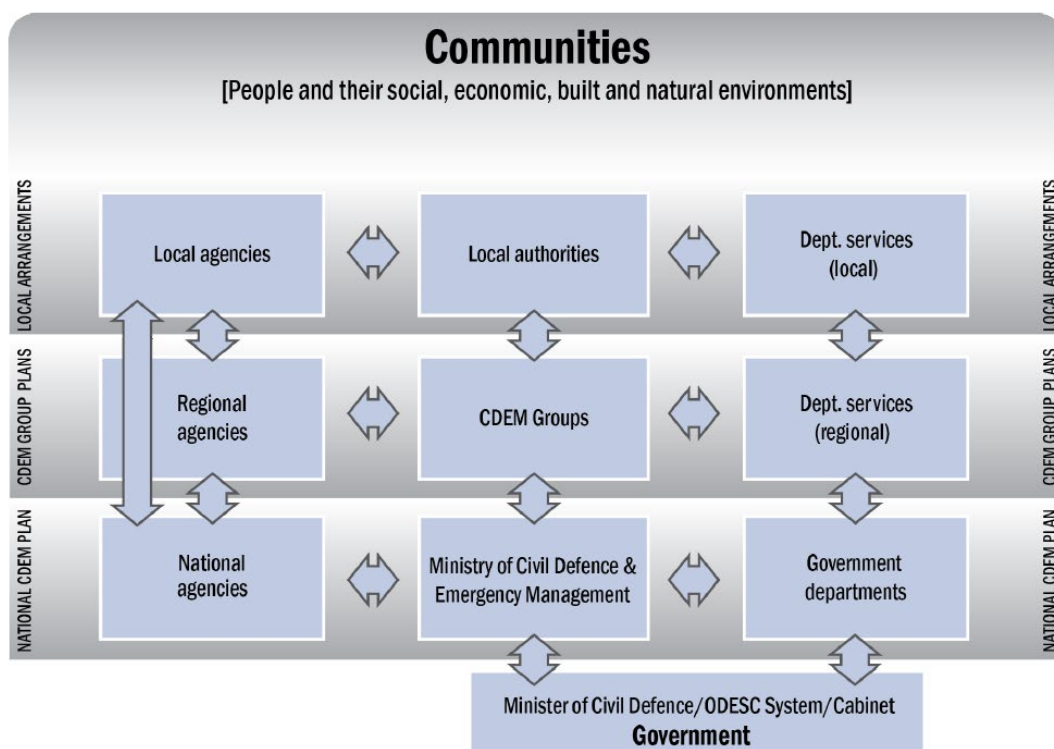 Communities
[People and their social, economic, built and natural environments]
LOCAL ARRANGEMENTS
Local agencies
Local authorities
Dept. services
(local)
LOCAL ARRANGEMENTS
CDEM GROUP PLANS
Regional
agencies
CDEM Groups
Dept. services
(regional)
CDEM GROUP PLANS
NATIONAL CDEM PLAN
National
agencies
Ministry of Civil Defence &
Emergency Management
Government
departments
NATIONAL CDEM PLAN
Minister of Civil Defence/ODESC System/Cabinet
Government